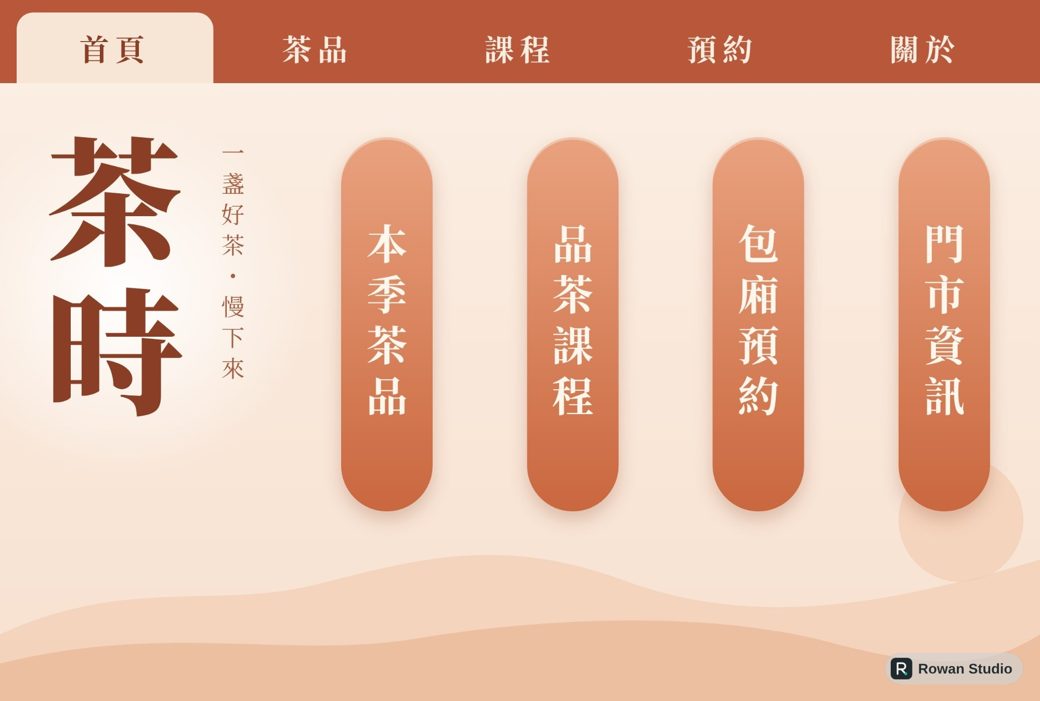 首頁
茶品
課程
預約
關於
茶時
一盞好茶・慢下來
本季茶品
品茶課程
包廂預約
門市資訊
Rowan Studio